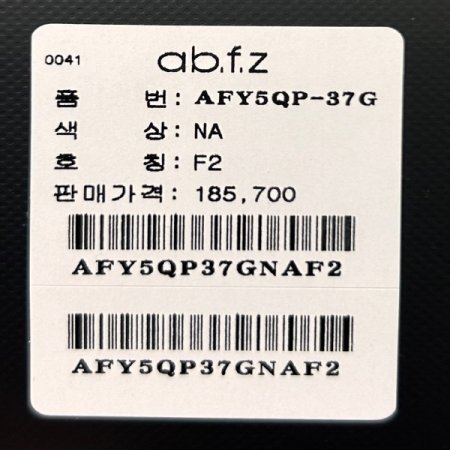 0041 ab.f.z
품 번: AFY5QP-37G
색 상: NA
호 칭: F2
판매가격: 185,700
AFY5QP37GNAF2
AFY5QP37GNAF2